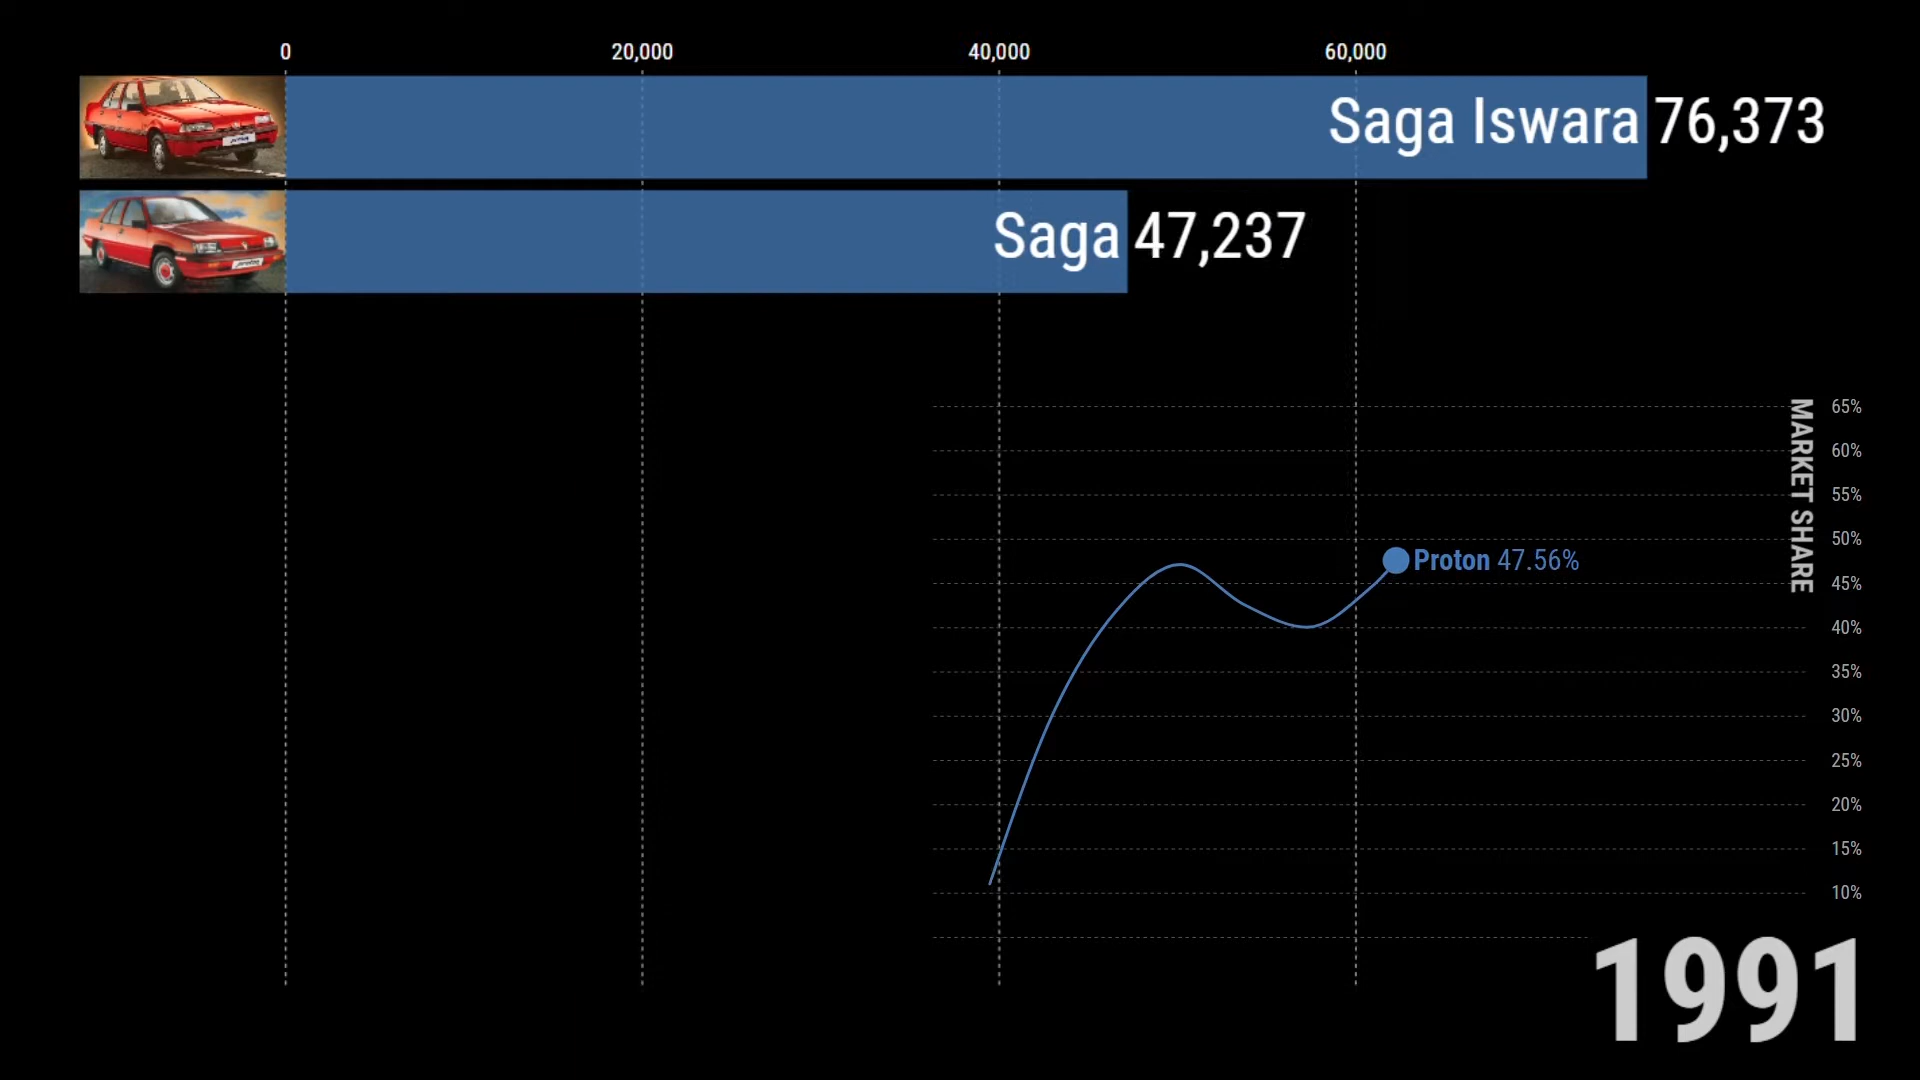 0 20,000 40,000 60,000
Saga Iswara 76,373
Saga 47,237
MARKET SHARE
65%
60%
55%
50%
Proton 47.56%
45%
40%
35%
30%
25%
20%
15%
10%
1991